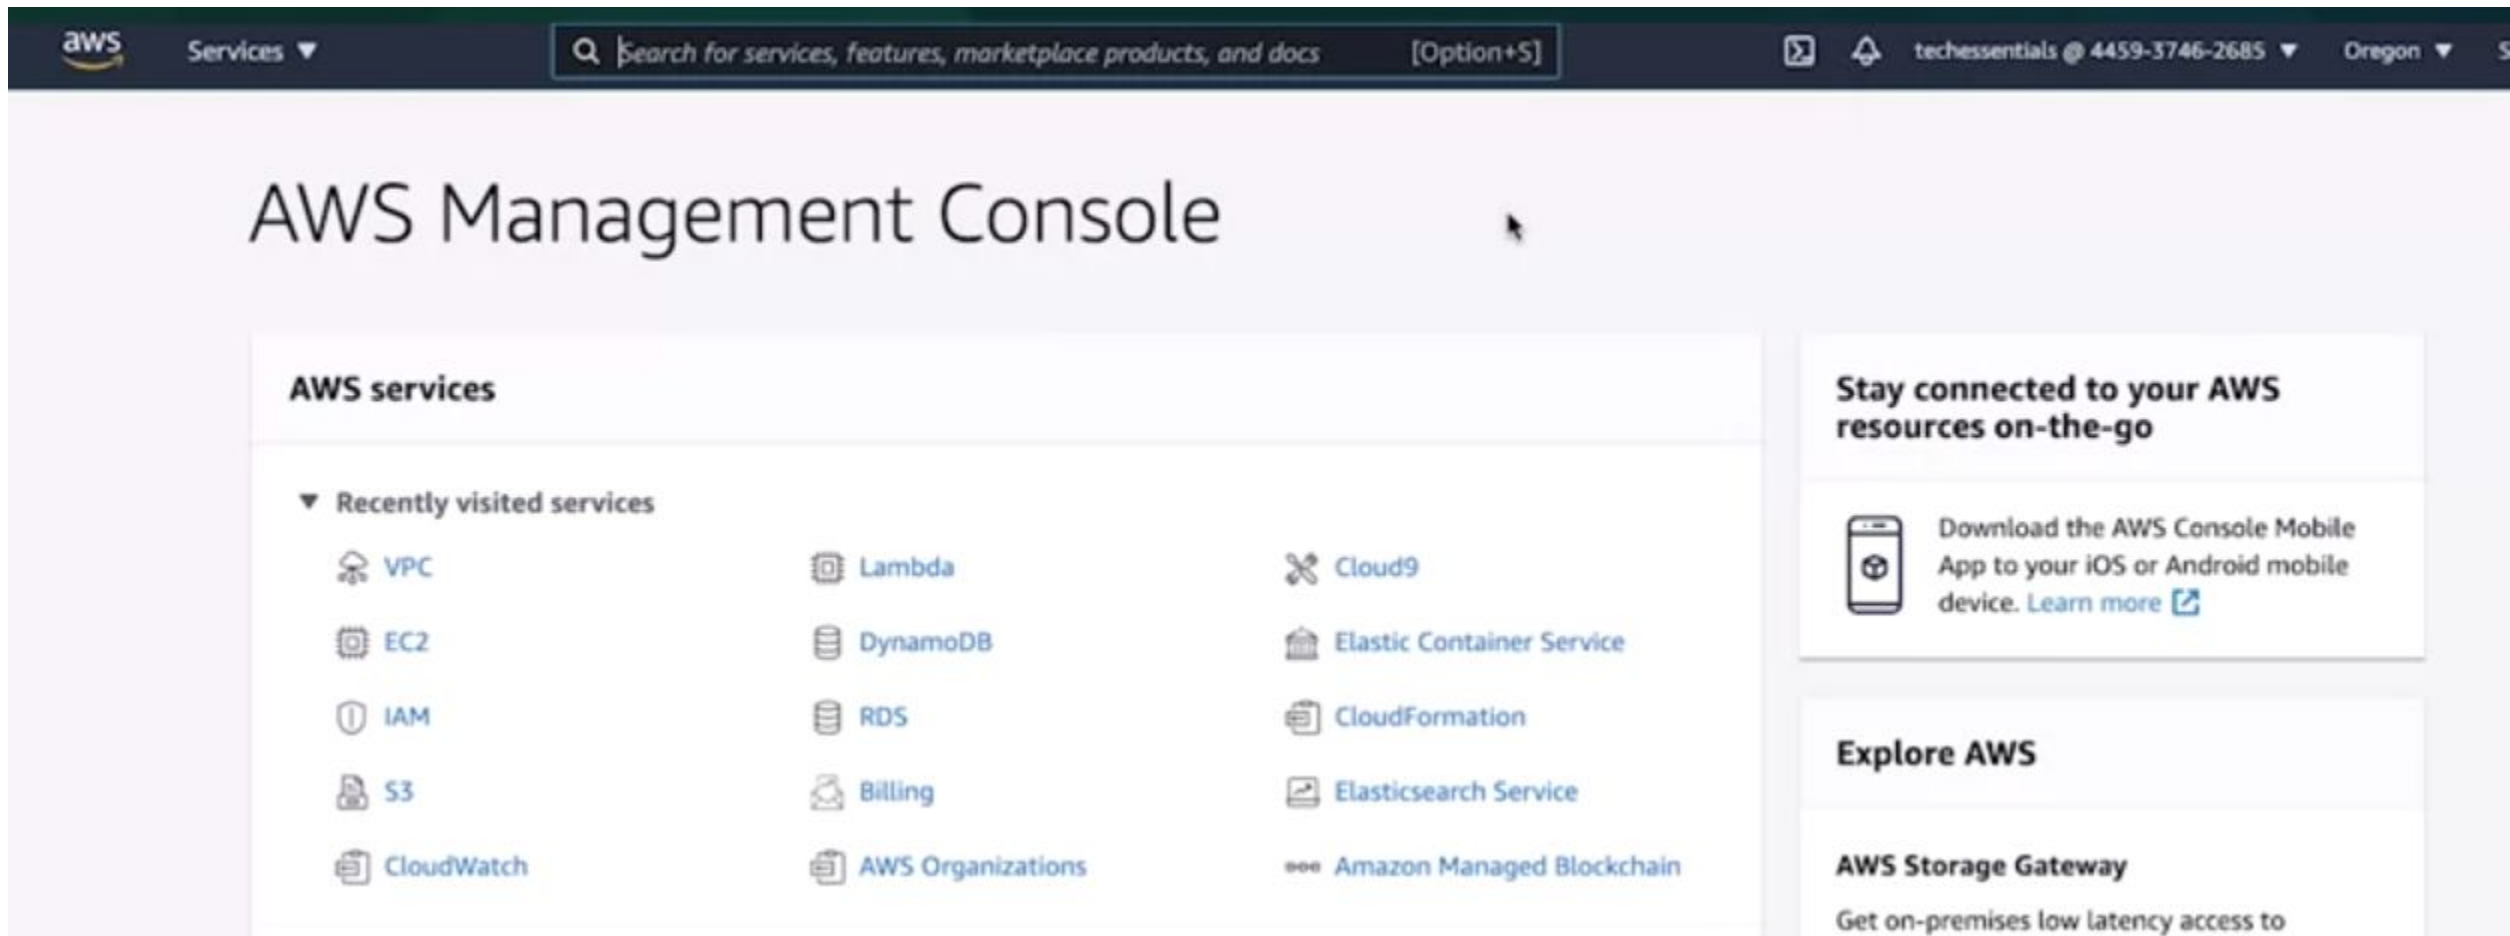 aws
Services
Search for services, features, marketplace products, and docs [Option+S]
techessentials @ 4459-3746-2685
Oregon
AWS Management Console
AWS services
Recently visited services
VPC
Lambda
Cloud9
EC2
DynamoDB
Elastic Container Service
IAM
RDS
CloudFormation
S3
Billing
Elasticsearch Service
CloudWatch
AWS Organizations
Amazon Managed Blockchain
Stay connected to your AWS
resources on-the-go
Download the AWS Console Mobile
App to your iOS or Android mobile
device. Learn more
Explore AWS
AWS Storage Gateway
Get on-premises low latency access to